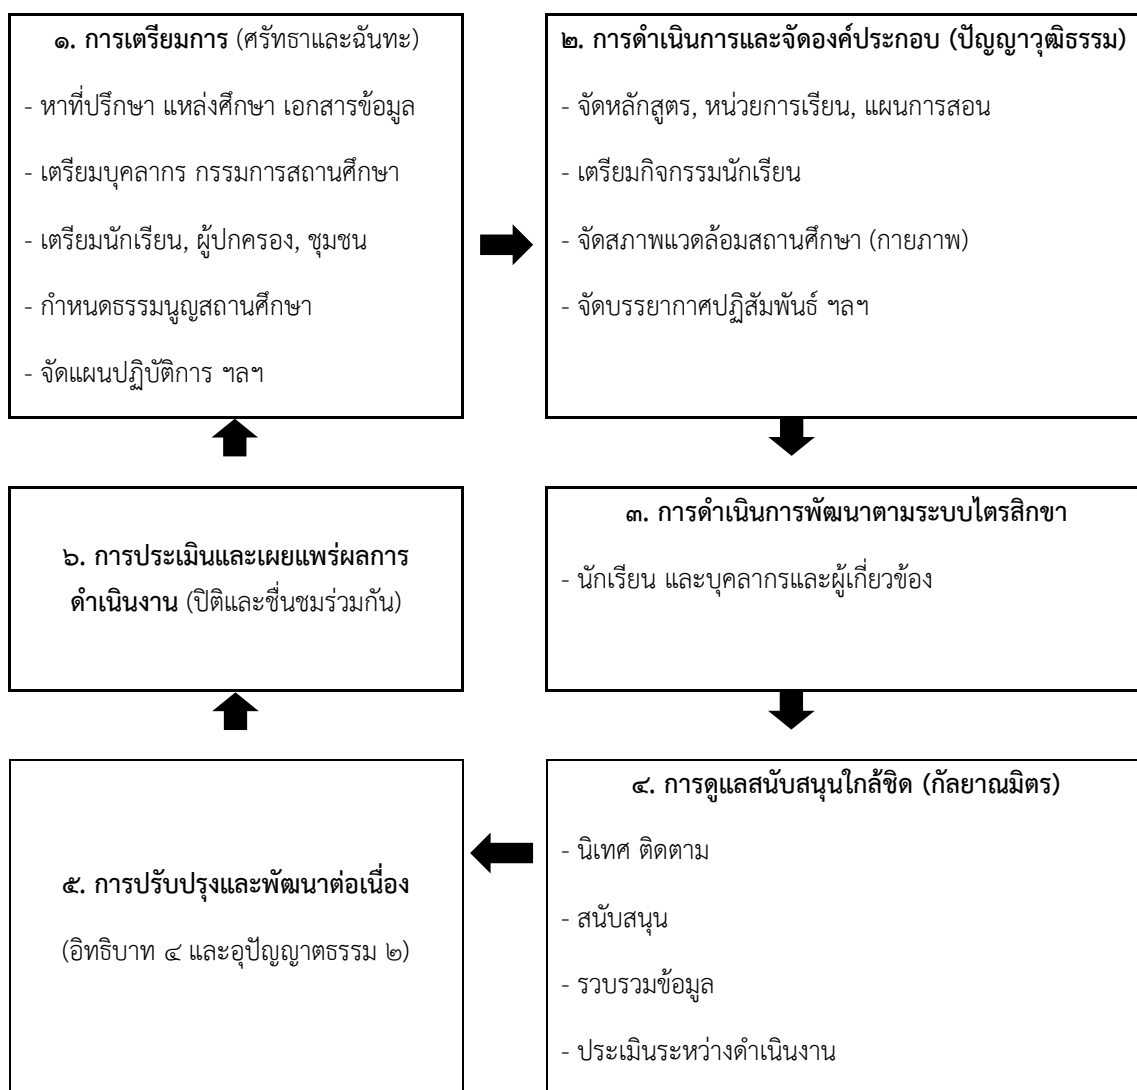 ๑. การเตรียมการ (ศรัทธาและฉันทะ)
- หาที่ปรึกษา แหล่งศึกษา เอกสารข้อมูล
- เตรียมบุคลากร กรรมการสถานศึกษา
- เตรียมนักเรียน, ผู้ปกครอง, ชุมชน
- กำหนดธรรมนูญสถานศึกษา
- จัดแผนปฏิบัติการ ฯลฯ
๒. การดำเนินการและจัดองค์ประกอบ (ปัญญาวุฒิธรรม)
- จัดหลักสูตร, หน่วยการเรียน, แผนการสอน
- เตรียมกิจกรรมนักเรียน
- จัดสภาพแวดล้อมสถานศึกษา (กายภาพ)
- จัดบรรยากาศปฏิสัมพันธ์ ฯลฯ
๓. การดำเนินการพัฒนาตามระบบไตรสิกขา
- นักเรียน และบุคลากรและผู้เกี่ยวข้อง
๔. การดูแลสนับสนุนใกล้ชิด (กัลยาณมิตร)
- นิเทศ ติดตาม
- สนับสนุน
- รวบรวมข้อมูล
- ประเมินระหว่างดำเนินงาน
๕. การปรับปรุงและพัฒนาต่อเนื่อง
(อิทธิบาท ๔ และอุปัญญาตธรรม ๒)
๖. การประเมินและเผยแพร่ผลการ
ดำเนินงาน (ปิติและชื่นชมร่วมกัน)